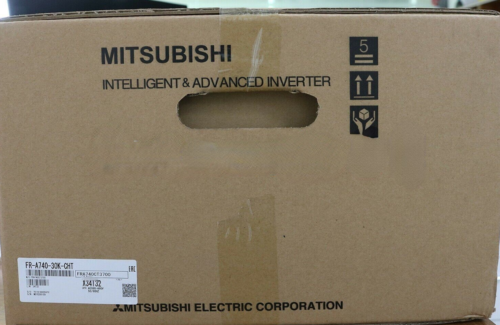 MITSUBISHI
5
INTELLIGENT & ADVANCED INVERTER
FR-A740-30K-CHT
X34132
MITSUBISHI ELECTRIC CORPORATION